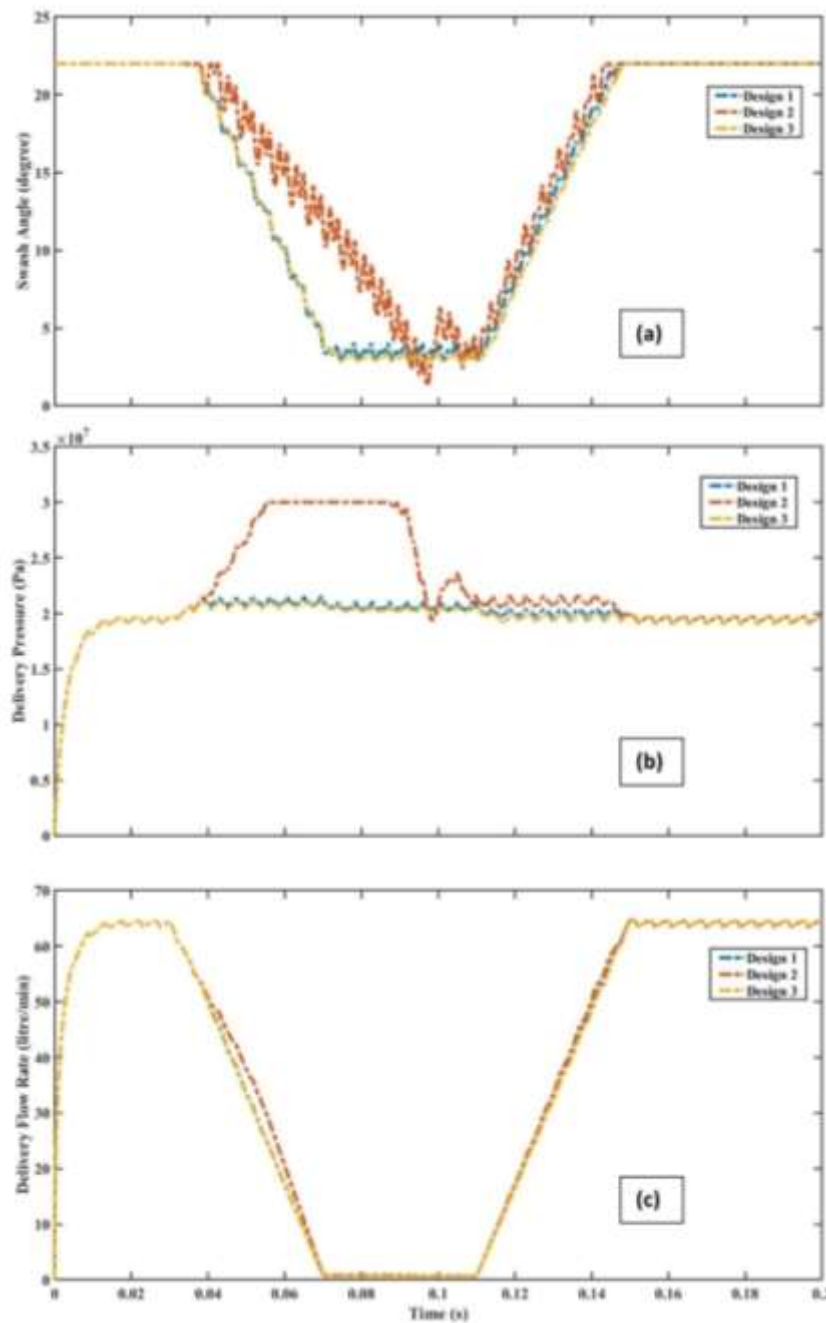 25
20
15
10
5
0
Swash Angle (degree)
Design 1
Design 2
Design 3
(a)
×10^7
3.5
3
2.5
2
1.5
1
0.5
0
Delivery Pressure (Pa)
Design 1
Design 2
Design 3
(b)
70
60
50
40
30
20
10
0
Delivery Flow Rate (litre/min)
Design 1
Design 2
Design 3
(c)
0 0.02 0.04 0.06 0.08 0.1 0.12 0.14 0.16 0.18
Time (s)